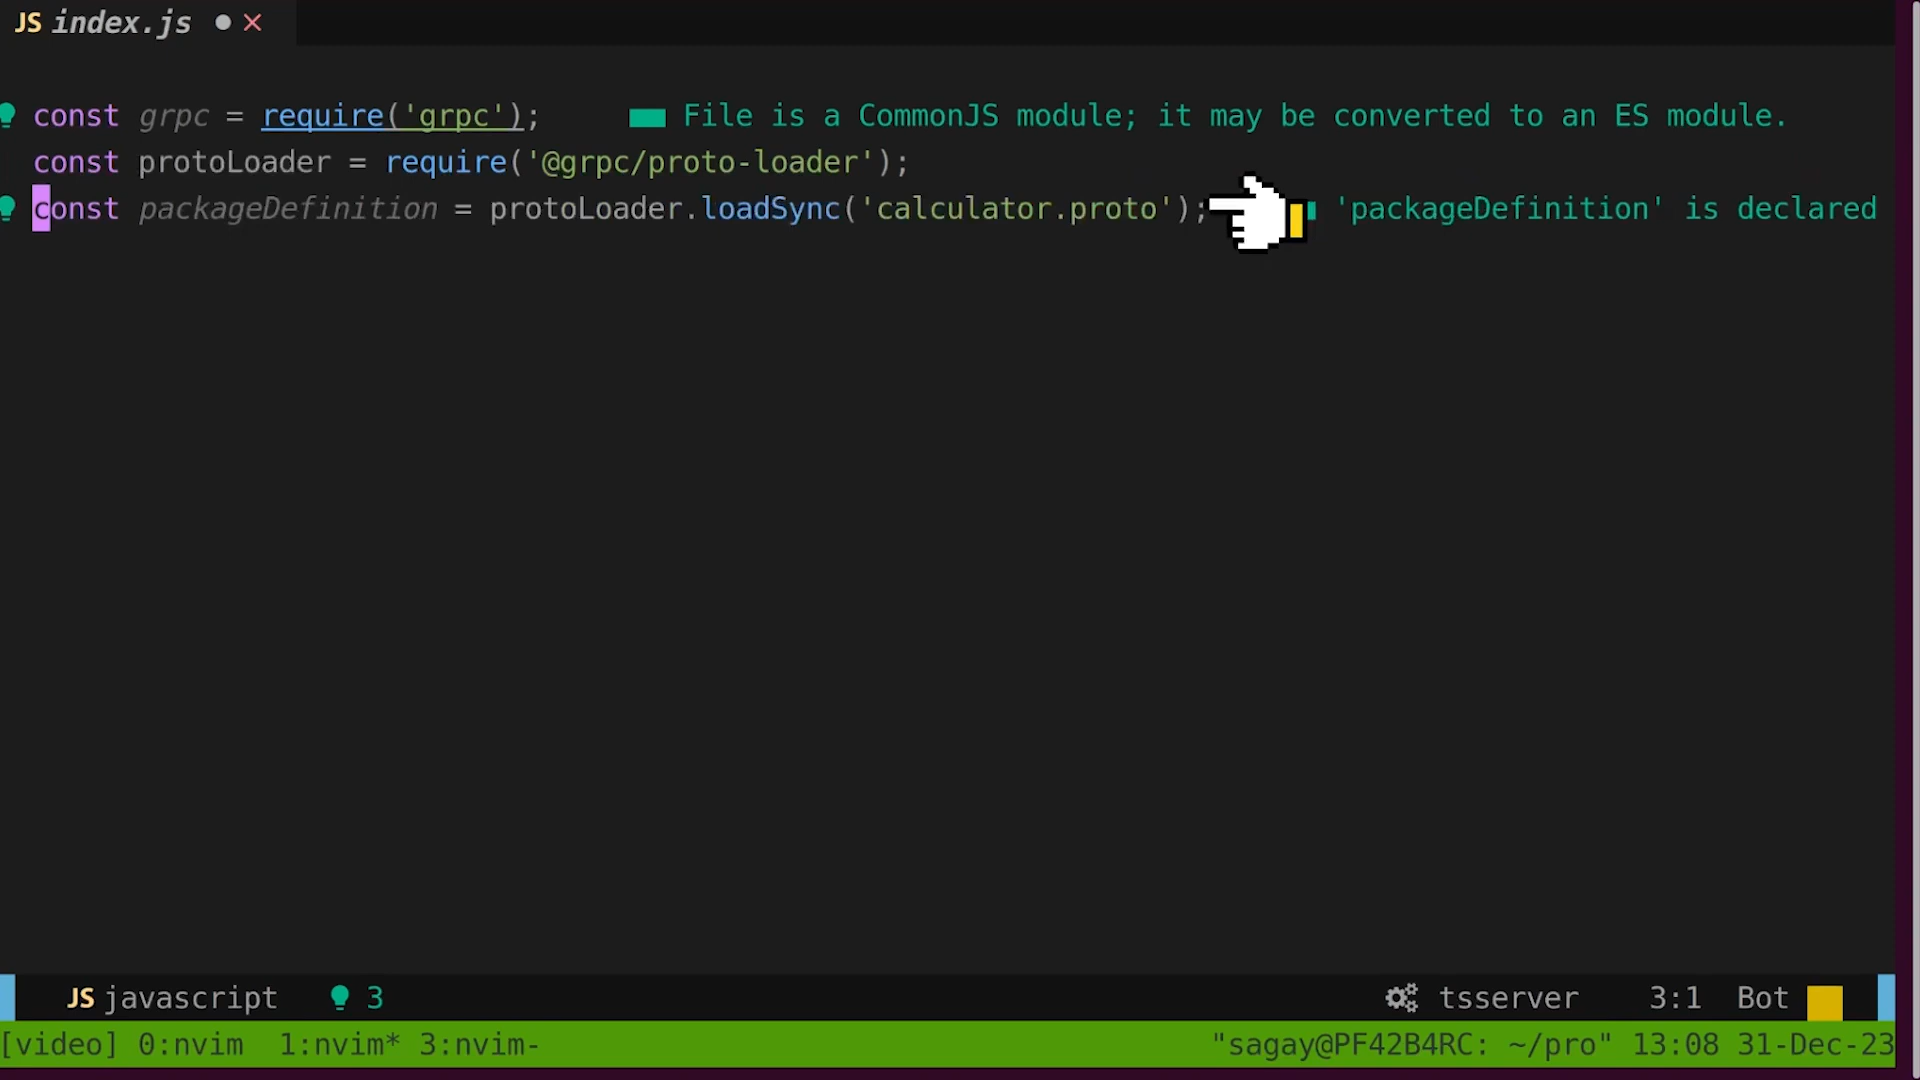 JS index.js
const grpc = require('grpc'); File is a CommonJS module; it may be converted to an ES module.
const protoLoader = require('@grpc/proto-loader');
const packageDefinition = protoLoader.loadSync('calculator.proto'); 'packageDefinition' is declared
JS javascript 3 tsserver 3:1 Bot
[video] 0:nvim 1:nvim* 3:nvim- "sagay@PF42B4RC: ~/pro" 13:08 31-Dec-23